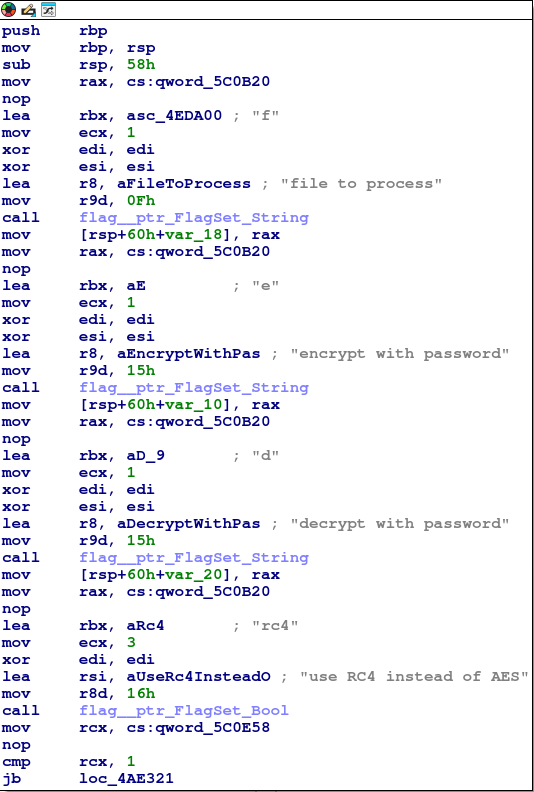 push    rbp
mov     rbp, rsp
sub     rsp, 58h
mov     rax, cs:qword_5C0B20
nop
lea     rbx, asc_4EDA00 ; "f"
mov     ecx, 1
xor     edi, edi
xor     esi, esi
lea     r8, aFileToProcess ; "file to process"
mov     r9d, 0Fh
call    flag__ptr_FlagSet_String
mov     [rsp+60h+var_18], rax
mov     rax, cs:qword_5C0B20
nop
lea     rbx, aE         ; "e"
mov     ecx, 1
xor     edi, edi
xor     esi, esi
lea     r8, aEncryptWithPas ; "encrypt with password"
mov     r9d, 15h
call    flag__ptr_FlagSet_String
mov     [rsp+60h+var_10], rax
mov     rax, cs:qword_5C0B20
nop
lea     rbx, aD_9       ; "d"
mov     ecx, 1
xor     edi, edi
xor     esi, esi
lea     r8, aDecryptWithPas ; "decrypt with password"
mov     r9d, 15h
call    flag__ptr_FlagSet_String
mov     [rsp+60h+var_20], rax
mov     rax, cs:qword_5C0B20
nop
lea     rbx, aRc4       ; "rc4"
mov     ecx, 3
xor     edi, edi
lea     rsi, aUseRc4InsteadO ; "use RC4 instead of AES"
mov     r8d, 16h
call    flag__ptr_FlagSet_Bool
mov     rcx, cs:qword_5C0E58
nop
cmp     rcx, 1
jb      loc_4AE321